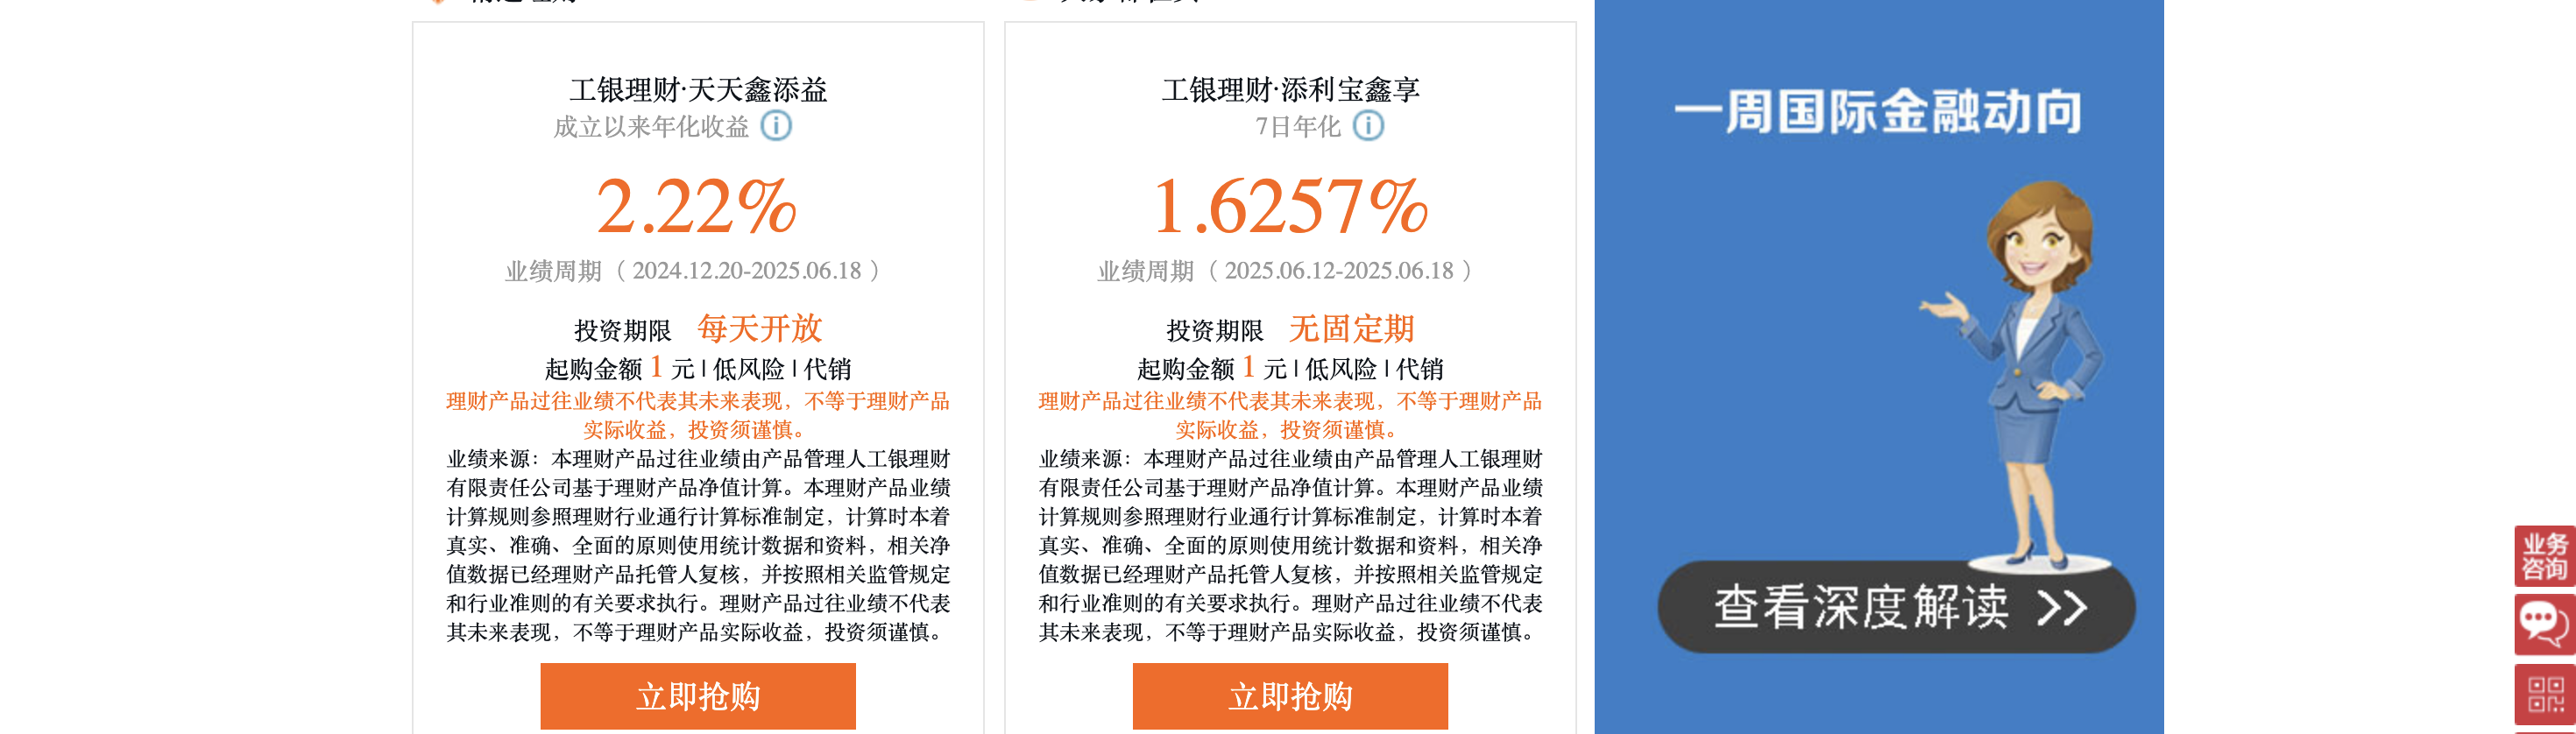 工银理财·天天鑫添益
成立以来年化收益
2.22%
业绩周期（ 2024.12.20-2025.06.18 ）
投资期限 每天开放
起购金额 1 元 | 低风险 | 代销
理财产品过往业绩不代表其未来表现，不等于理财产品
实际收益，投资须谨慎。
业绩来源：本理财产品过往业绩由产品管理人工银理财
有限责任公司基于理财产品净值计算。本理财产品业绩
计算规则参照理财行业通行计算标准制定，计算时本着
真实、准确、全面的原则使用统计数据和资料，相关净
值数据已经理财产品托管人复核，并按照相关监管规定
和行业准则的有关要求执行。理财产品过往业绩不代表
其未来表现，不等于理财产品实际收益，投资须谨慎。
立即抢购
工银理财·添利宝鑫享
7日年化
1.6257%
业绩周期（ 2025.06.12-2025.06.18 ）
投资期限 无固定期
起购金额 1 元 | 低风险 | 代销
理财产品过往业绩不代表其未来表现，不等于理财产品
实际收益，投资须谨慎。
业绩来源：本理财产品过往业绩由产品管理人工银理财
有限责任公司基于理财产品净值计算。本理财产品业绩
计算规则参照理财行业通行计算标准制定，计算时本着
真实、准确、全面的原则使用统计数据和资料，相关净
值数据已经理财产品托管人复核，并按照相关监管规定
和行业准则的有关要求执行。理财产品过往业绩不代表
其未来表现，不等于理财产品实际收益，投资须谨慎。
立即抢购
一周国际金融动向
查看深度解读 >>
业务
咨询